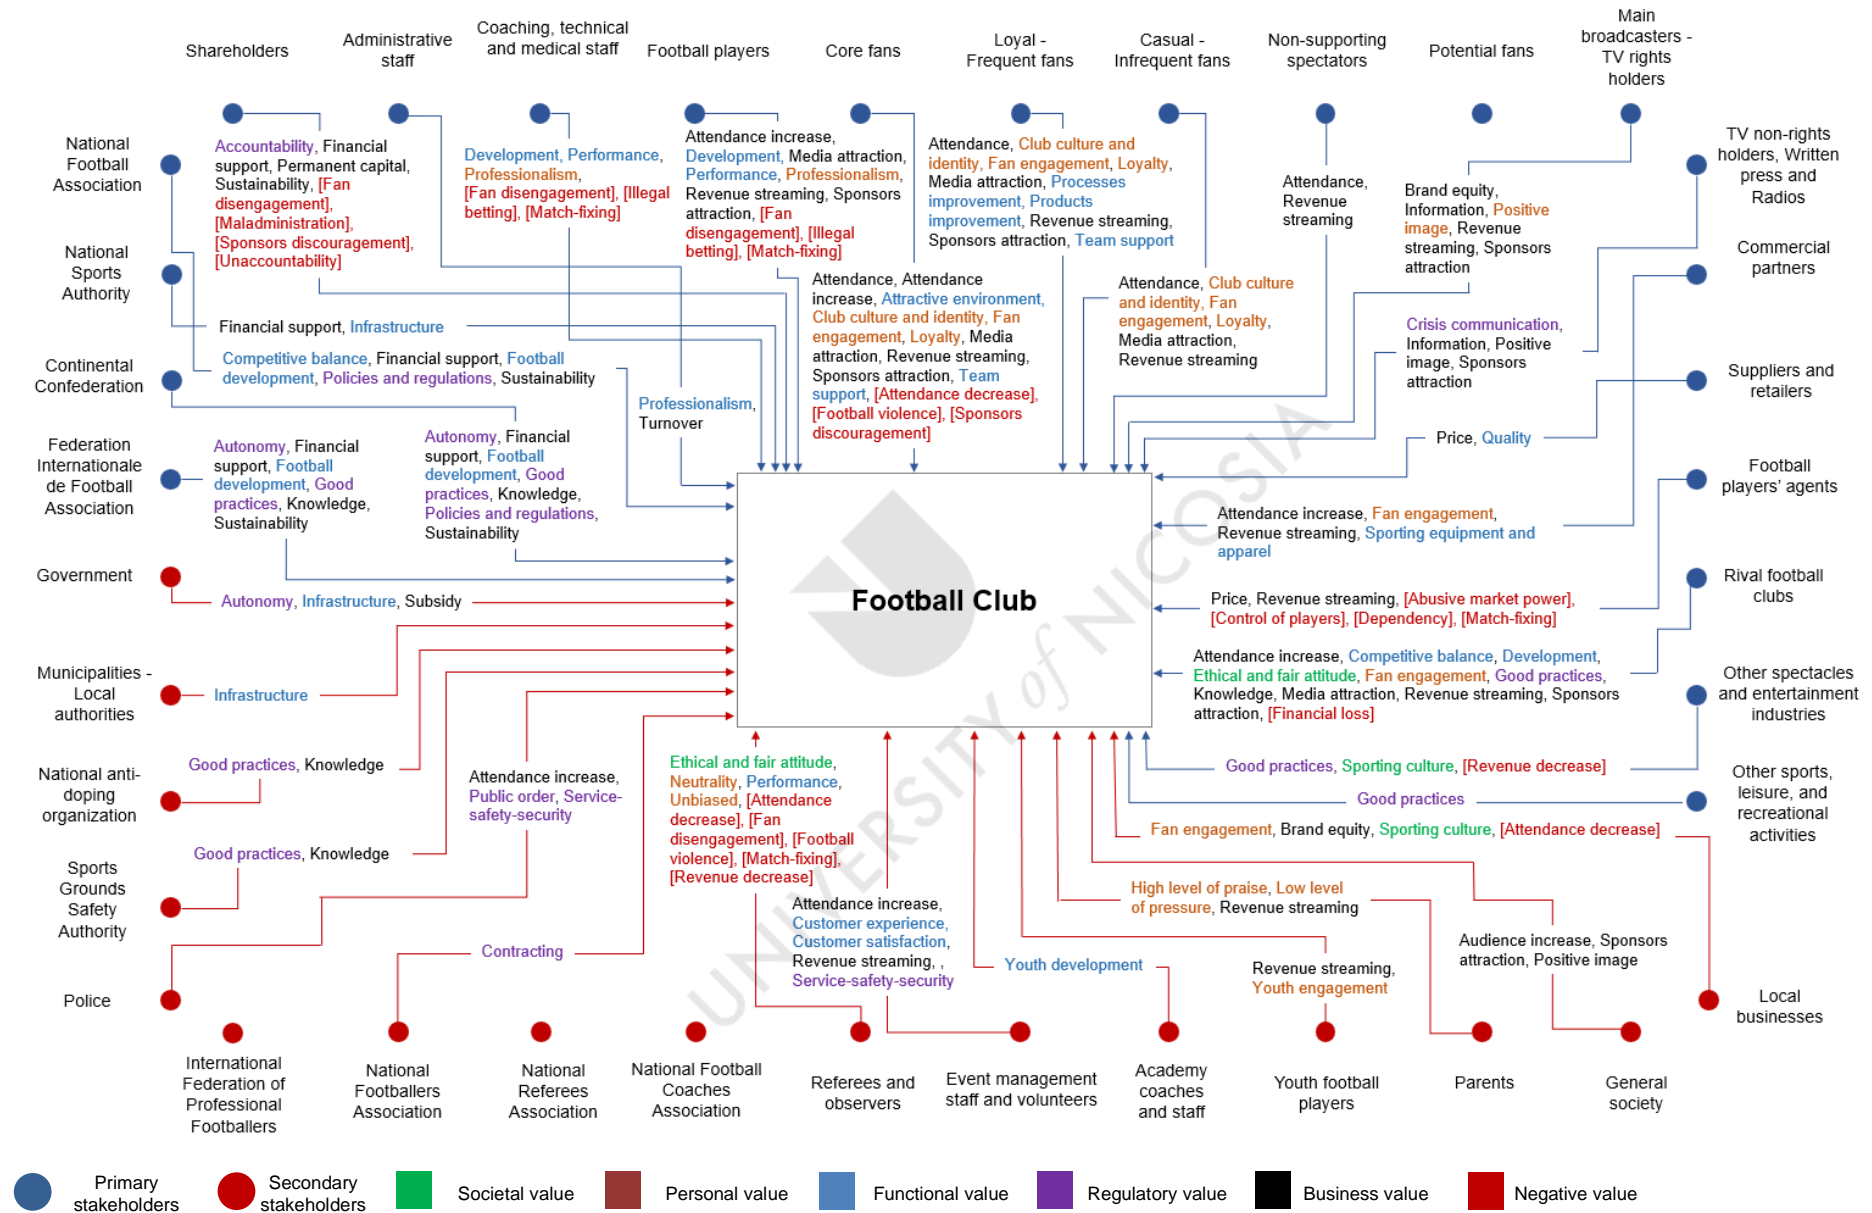 Shareholders
Administrative
staff
Coaching, technical
and medical staff
Football players
Core fans
Loyal -
Frequent fans
Casual -
Infrequent fans
Non-supporting
spectators
Potential fans
Main
broadcasters -
TV rights
holders
National
Football
Association
National
Sports
Authority
Continental
Confederation
Federation
Internationale
de Football
Association
Government
Municipalities -
Local
authorities
National anti-
doping
organization
Sports
Grounds
Safety
Authority
Police
Accountability, Financial
support, Permanent capital,
Sustainability, [Fan
disengagement],
[Maladministration],
[Sponsors discouragement],
[Unaccountability]
Development, Performance,
Professionalism,
[Fan disengagement], [Illegal
betting], [Match-fixing]
Attendance increase,
Development, Media attraction,
Performance, Professionalism,
Revenue streaming, Sponsors
attraction, [Fan
disengagement], [Illegal
betting], [Match-fixing]
Attendance, Club culture and
identity, Fan engagement, Loyalty,
Media attraction, Processes
improvement, Products
improvement, Revenue streaming,
Sponsors attraction, Team support
Attendance,
Revenue
streaming
Brand equity,
Information, Positive
image, Revenue
streaming, Sponsors
attraction
Attendance, Attendance
increase, Attractive environment,
Club culture and identity, Fan
engagement, Loyalty, Media
attraction, Revenue streaming,
Sponsors attraction, Team
support, [Attendance decrease],
[Football violence], [Sponsors
discouragement]
Attendance, Club culture
and identity, Fan
engagement, Loyalty,
Media attraction,
Revenue streaming
Crisis communication,
Information, Positive
image, Sponsors
attraction
Financial support, Infrastructure
Competitive balance, Financial support, Football
development, Policies and regulations, Sustainability
Professionalism,
Turnover
Autonomy, Financial
support, Football
development, Good
practices, Knowledge,
Sustainability
Autonomy, Financial
support, Football
development, Good
practices, Knowledge,
Policies and regulations,
Sustainability
Autonomy, Infrastructure, Subsidy
Infrastructure
Good practices, Knowledge
Good practices, Knowledge
Attendance increase,
Public order, Service-
safety-security
Contracting
Football Club
Price, Quality
Attendance increase, Fan engagement,
Revenue streaming, Sporting equipment and
apparel
Price, Revenue streaming, [Abusive market power],
[Control of players], [Dependency], [Match-fixing]
Attendance increase, Competitive balance, Development,
Ethical and fair attitude, Fan engagement, Good practices,
Knowledge, Media attraction, Revenue streaming, Sponsors
attraction, [Financial loss]
Good practices, Sporting culture, [Revenue decrease]
Good practices
Fan engagement, Brand equity, Sporting culture, [Attendance decrease]
Ethical and fair attitude,
Neutrality, Performance,
Unbiased, [Attendance
decrease], [Fan
disengagement], [Football
violence], [Match-fixing],
[Revenue decrease]
Attendance increase,
Customer experience,
Customer satisfaction,
Revenue streaming, ,
Service-safety-security
Youth development
High level of praise, Low level
of pressure, Revenue streaming
Revenue streaming,
Youth engagement
Audience increase, Sponsors
attraction, Positive image
TV non-rights
holders, Written
press and
Radios
Commercial
partners
Suppliers and
retailers
Football
players' agents
Rival football
clubs
Other spectacles
and entertainment
industries
Other sports,
leisure, and
recreational
activities
Local
businesses
International
Federation of
Professional
Footballers
National
Footballers
Association
National
Referees
Association
National Football
Coaches
Association
Referees and
observers
Event management
staff and volunteers
Academy
coaches
and staff
Youth football
players
Parents
General
society
UNIVERSITY of NICOSIA
Primary
stakeholders
Secondary
stakeholders
Societal value
Personal value
Functional value
Regulatory value
Business value
Negative value